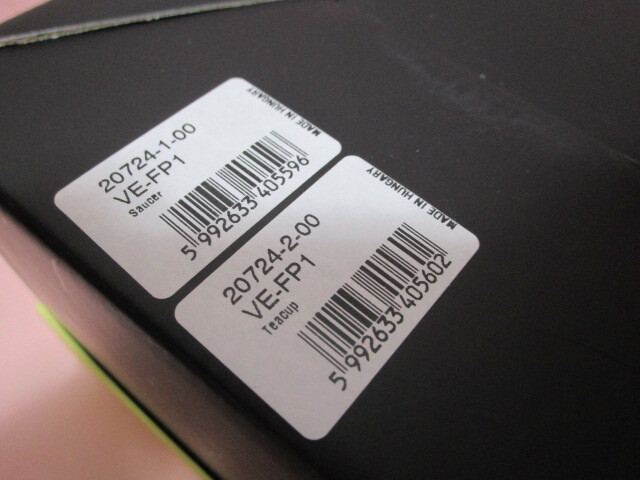 20724-1-00
VE-FP1
Saucer
MADE IN HUNGARY
5 992633 405596
20724-2-00
VE-FP1
Teacup
MADE IN HUNGARY
5 992633 405602